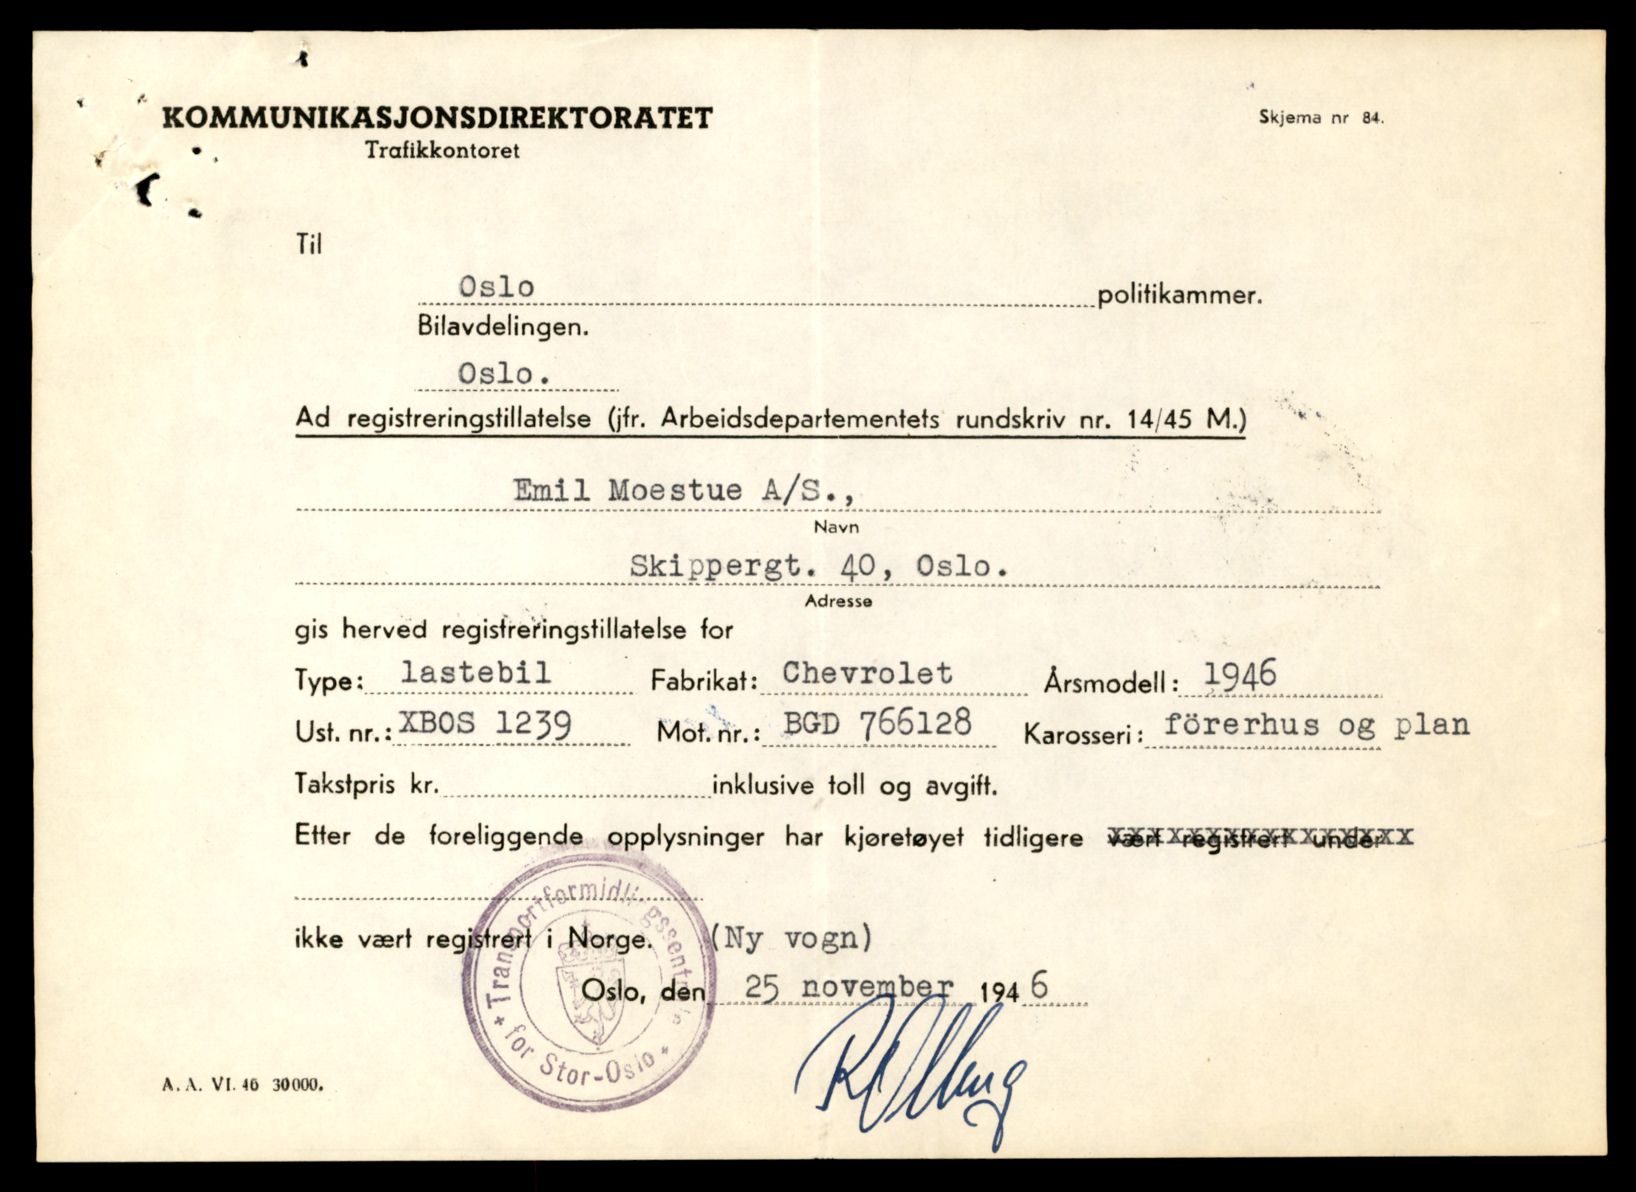 KOMMUNIKASJONSDIREKTORATET
Trafikkontoret
Skjema nr 84.
Til
Oslo politikammer.
Bilavdelingen.
Oslo.
Ad registreringstillatelse (jfr. Arbeidsdepartementets rundskriv nr. 14/45 M.)
Emil Moestue A/S.,
Navn
Skippergt. 40, Oslo.
Adresse
gis herved registreringstillatelse for
Type: lastebil Fabrikat: Chevrolet Årsmodell: 1946
Ust. nr.: XBOS 1239 Mot. nr.: BGD 766128 Karosseri: förerhus og plan
Takstpris kr. inklusive toll og avgift.
Etter de foreliggende opplysninger har kjøretøyet tidligere vært registrert under
ikke vært registrert i Norge. (Ny vogn)
Oslo, den 25 november 1946
Transportformidlingssentrale for Stor-Oslo
A. A. VI. 46 30000.